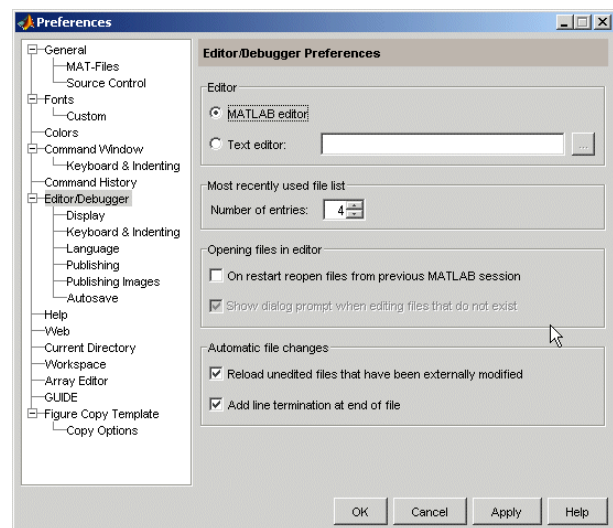 Preferences
General
MAT-Files
Source Control
Fonts
Custom
Colors
Command Window
Keyboard & Indenting
Command History
Editor/Debugger
Display
Keyboard & Indenting
Language
Publishing
Publishing Images
Autosave
Help
Web
Current Directory
Workspace
Array Editor
GUIDE
Figure Copy Template
Copy Options
Editor/Debugger Preferences
Editor
MATLAB editor
Text editor:
...
Most recently used file list
Number of entries: 4
Opening files in editor
On restart reopen files from previous MATLAB session
Show dialog prompt when editing files that do not exist
Automatic file changes
Reload unedited files that have been externally modified
Add line termination at end of file
OK Cancel Apply Help